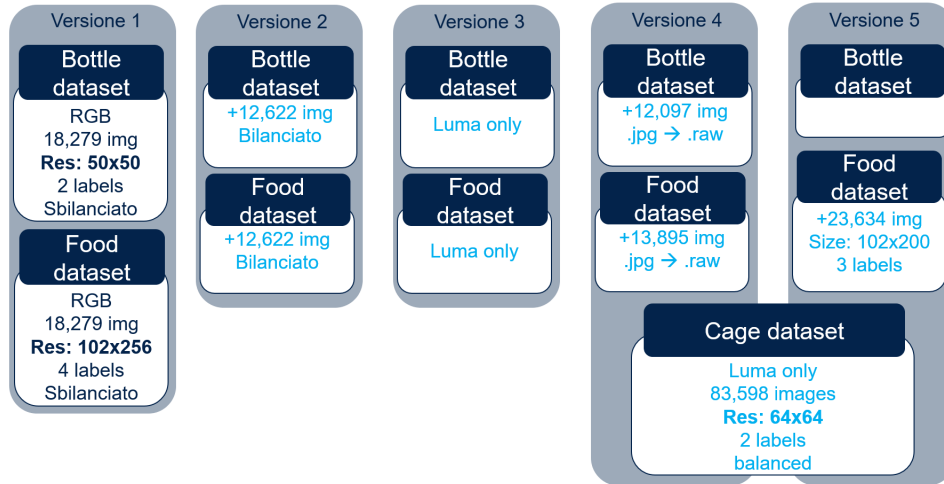 Versione 1
Bottle
dataset
RGB
18,279 img
Res: 50x50
2 labels
Sbilanciato
Food
dataset
RGB
18,279 img
Res: 102x256
4 labels
Sbilanciato
Versione 2
Bottle
dataset
+12,622 img
Bilanciato
Food
dataset
+12,622 img
Bilanciato
Versione 3
Bottle
dataset
Luma only
Food
dataset
Luma only
Versione 4
Bottle
dataset
+12,097 img
.jpg → .raw
Food
dataset
+13,895 img
.jpg → .raw
Versione 5
Bottle
dataset
Food
dataset
+23,634 img
Size: 102x200
3 labels
Cage dataset
Luma only
83,598 images
Res: 64x64
2 labels
balanced